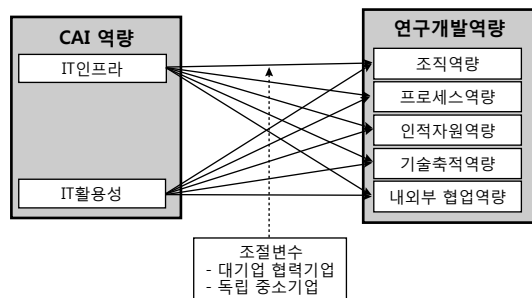 CAI 역량
IT인프라
IT활용성
연구개발역량
조직역량
프로세스역량
인적자원역량
기술축적역량
내외부 협업역량
조절변수
- 대기업 협력기업
- 독립 중소기업